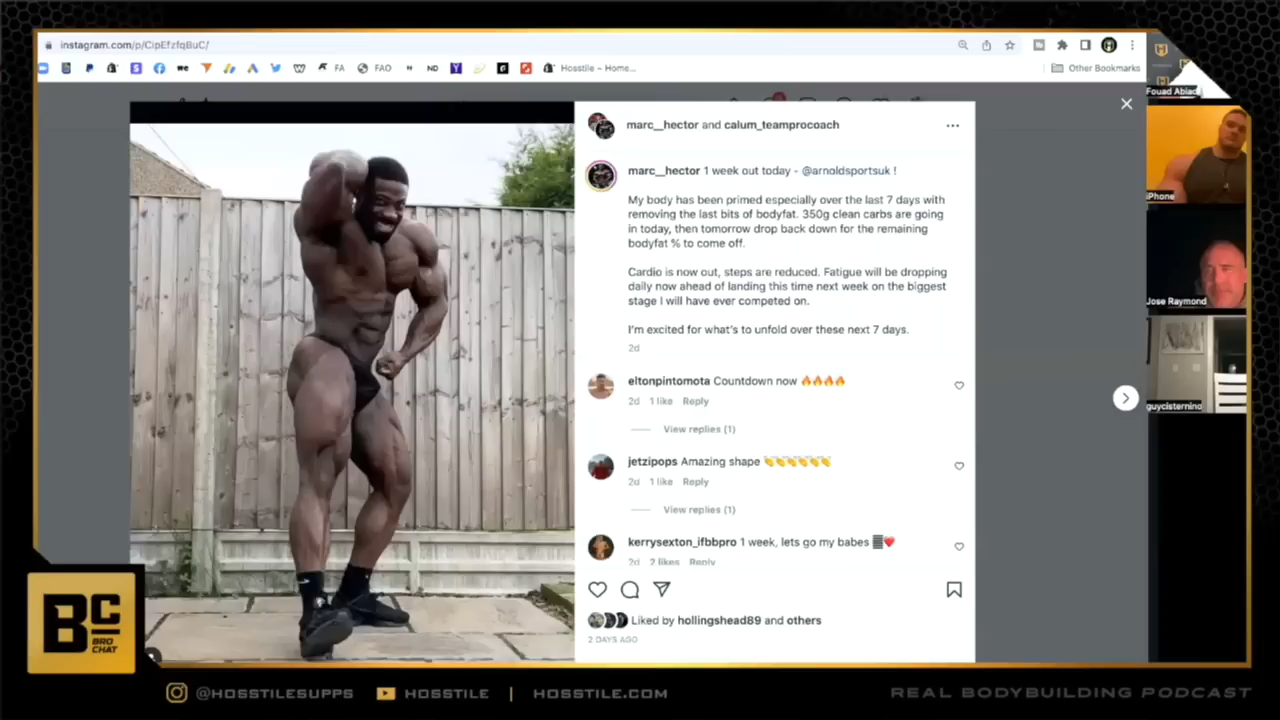 instagram.com/p/CipEfzfqBuC/
FA
FAO
ND
Hosstile ~ Home...
Other Bookmarks
Fouad Abiad
marc__hector and calum_teamprocoach
marc__hector 1 week out today - @arnoldsportsuk !
My body has been primed especially over the last 7 days with
removing the last bits of bodyfat. 350g clean carbs are going
in today, then tomorrow drop back down for the remaining
bodyfat % to come off.
Cardio is now out, steps are reduced. Fatigue will be dropping
daily now ahead of landing this time next week on the biggest
stage I will have ever competed on.
I'm excited for what's to unfold over these next 7 days.
2d
eltonpintomota Countdown now 🔥🔥🔥🔥
2d 1 like Reply
View replies (1)
jetzipops Amazing shape 👏👏👏👏👏👏
2d 1 like Reply
View replies (1)
kerrysexton_ifbbpro 1 week, lets go my babes ❤️
2d 2 likes Reply
Liked by hollingshead89 and others
2 DAYS AGO
iPhone
Jose Raymond
guycisternino
BC
BRO
CHAT
@HOSSTILESUPPS
HOSSTILE | HOSSTILE.COM
REAL BODYBUILDING PODCAST